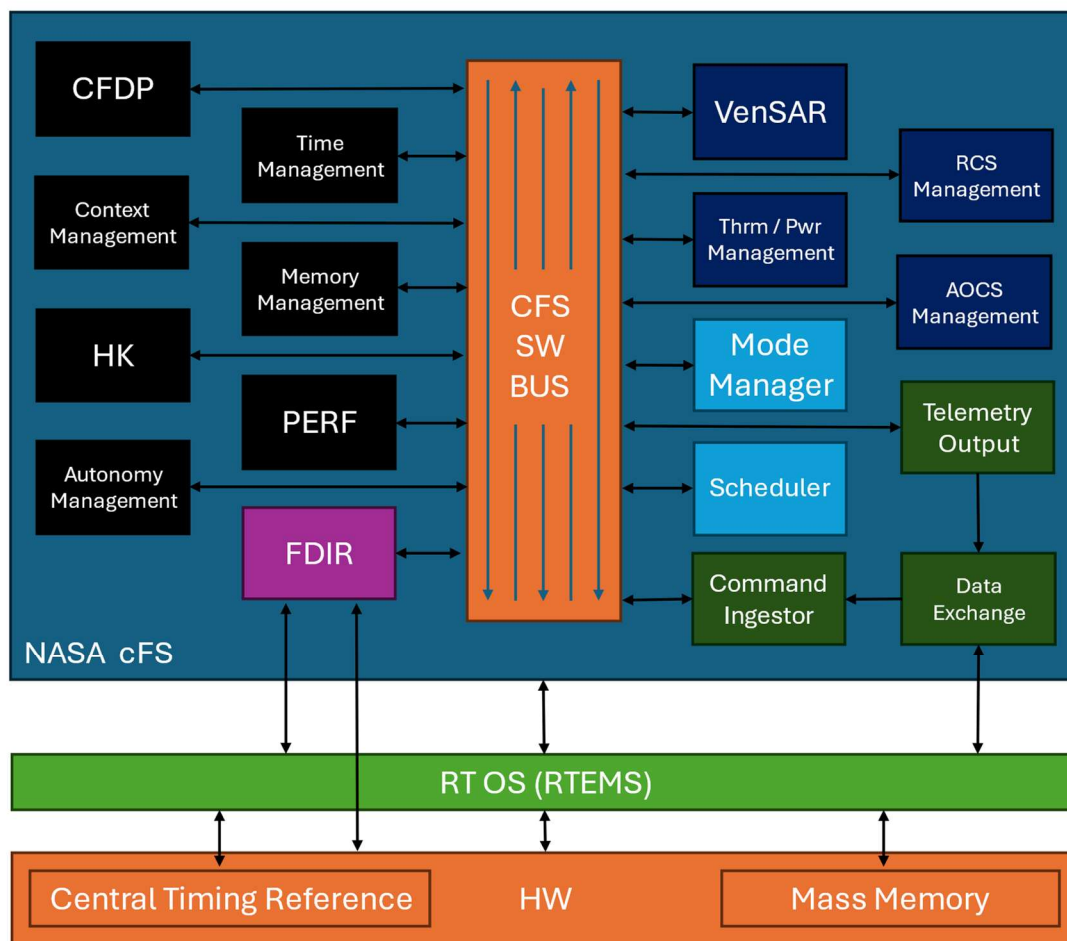 CFDP
Time
Management
Context
Management
Memory
Management
HK
PERF
Autonomy
Management
FDIR
NASA cFS
CFS
SW
BUS
VenSAR
RCS
Management
Thrm / Pwr
Management
AOCS
Management
Mode
Manager
Telemetry
Output
Scheduler
Command
Ingestor
Data
Exchange
RT OS (RTEMS)
Central Timing Reference
HW
Mass Memory